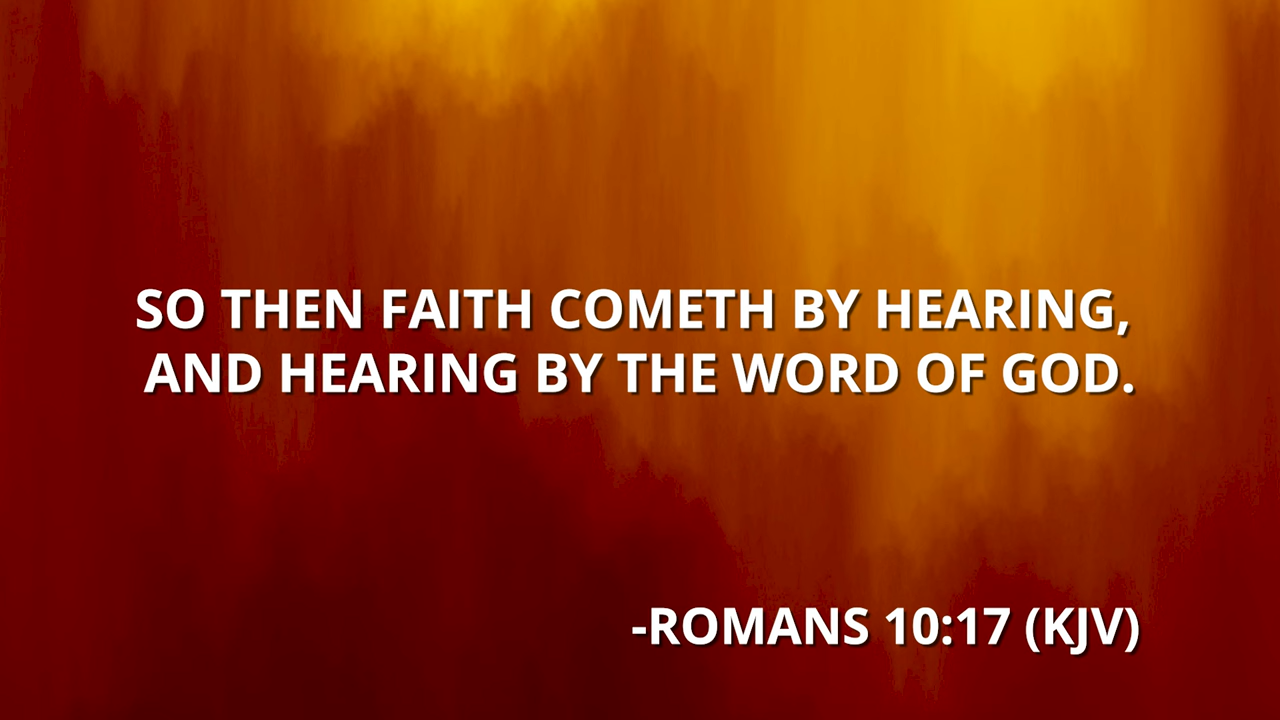 SO THEN FAITH COMETH BY HEARING,
AND HEARING BY THE WORD OF GOD.
-ROMANS 10:17 (KJV)